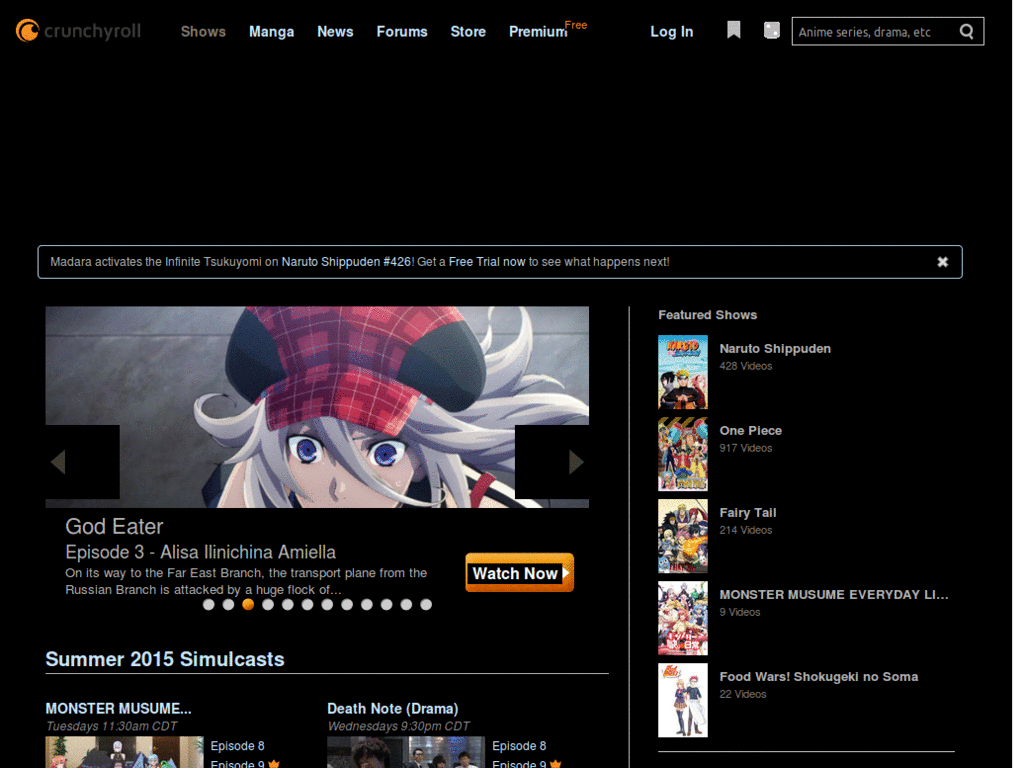 crunchyroll
Shows Manga News Forums Store Premium Free Log In Anime series, drama, etc
Madara activates the Infinite Tsukuyomi on Naruto Shippuden #426! Get a Free Trial now to see what happens next!
God Eater
Episode 3 - Alisa Ilinichina Amiella
On its way to the Far East Branch, the transport plane from the
Russian Branch is attacked by a huge flock of...
Watch Now
Summer 2015 Simulcasts
MONSTER MUSUME...
Tuesdays 11:30am CDT
Episode 8
Episode 9
Death Note (Drama)
Wednesdays 9:30pm CDT
Episode 8
Episode 9
Featured Shows
Naruto Shippuden
428 Videos
One Piece
917 Videos
Fairy Tail
214 Videos
MONSTER MUSUME EVERYDAY LI...
9 Videos
Food Wars! Shokugeki no Soma
22 Videos